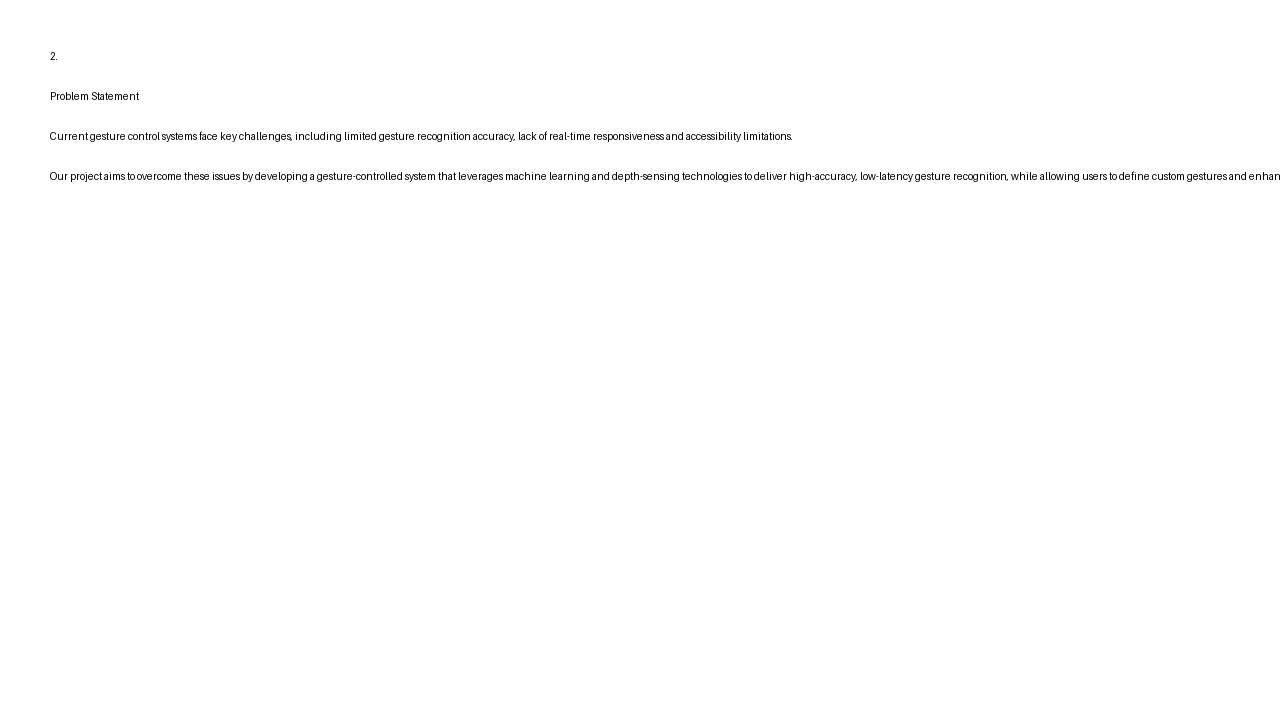 2.
Problem Statement
Current gesture control systems face key challenges, including limited gesture recognition accuracy, lack of real-time responsiveness and accessibility limitations.
Our project aims to overcome these issues by developing a gesture-controlled system that leverages machine learning and depth-sensing technologies to deliver high-accuracy, low-latency gesture recognition, while allowing users to define custom gestures and enhan